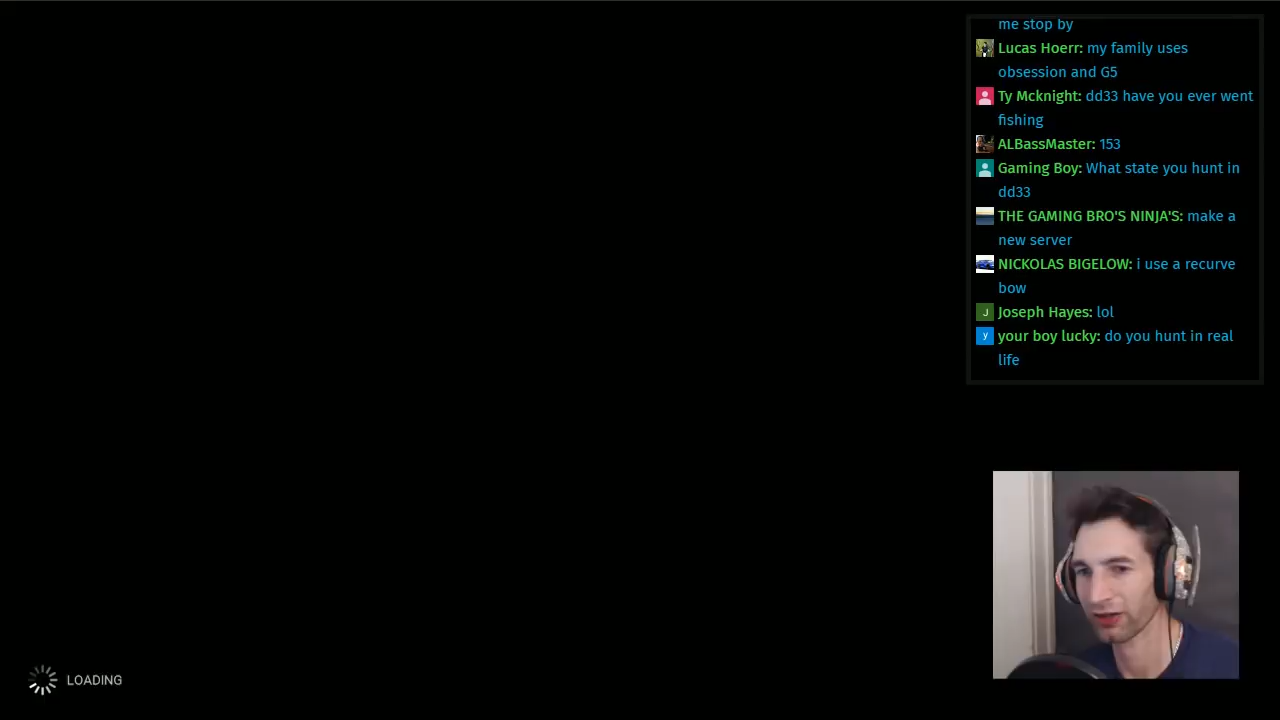 me stop by
Lucas Hoerr: my family uses
obsession and G5
Ty Mcknight: dd33 have you ever went
fishing
ALBassMaster: 153
Gaming Boy: What state you hunt in
dd33
THE GAMING BRO'S NINJA'S: make a
new server
NICKOLAS BIGELOW: i use a recurve
bow
J Joseph Hayes: lol
y your boy lucky: do you hunt in real
life
LOADING